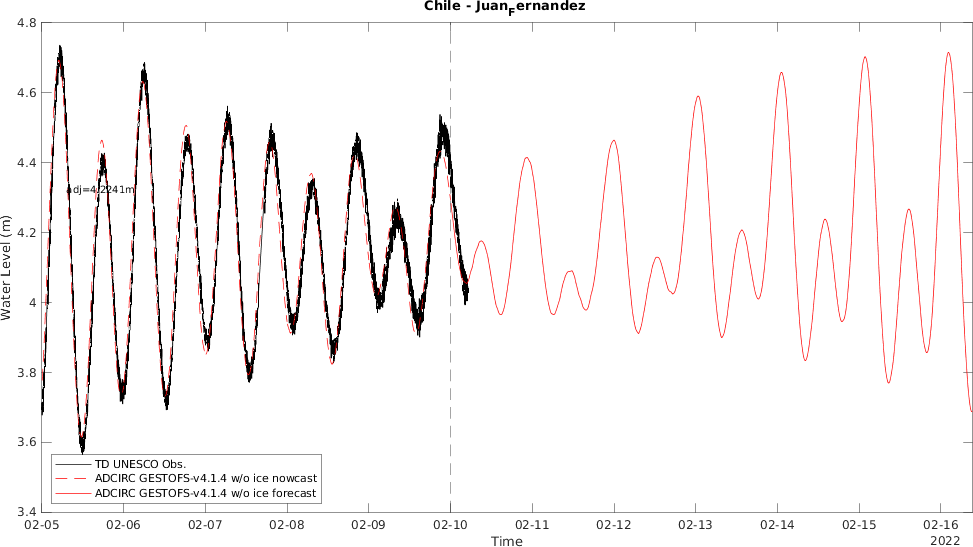 Chile - JuanFernandez
4.8
4.6
4.4
4.2
4
3.8
3.6
3.4
Water Level (m)
adj=4.2241m
TD UNESCO Obs.
ADCIRC GESTOFS-v4.1.4 w/o ice nowcast
ADCIRC GESTOFS-v4.1.4 w/o ice forecast
02-05 02-06 02-07 02-08 02-09 02-10 02-11 02-12 02-13 02-14 02-15 02-16
Time
2022